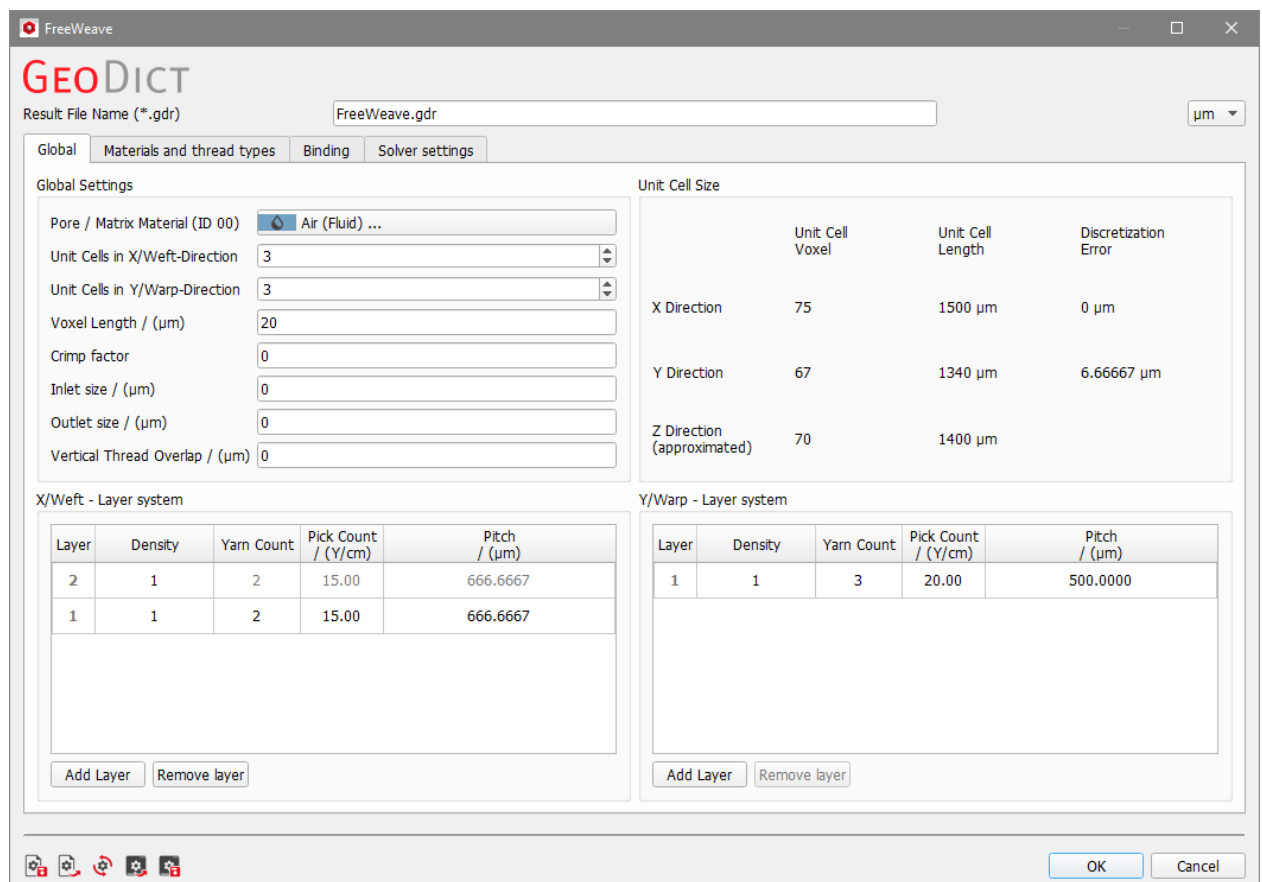 FreeWeave
GEODICT
Result File Name (*.gdr) FreeWeave.gdr µm
Global Materials and thread types Binding Solver settings
Global Settings
Pore / Matrix Material (ID 00) Air (Fluid) ...
Unit Cells in X/Weft-Direction 3
Unit Cells in Y/Warp-Direction 3
Voxel Length / (µm) 20
Crimp factor 0
Inlet size / (µm) 0
Outlet size / (µm) 0
Vertical Thread Overlap / (µm) 0
Unit Cell Size
Unit Cell Unit Cell Discretization
Voxel Length Error
X Direction 75 1500 µm 0 µm
Y Direction 67 1340 µm 6.66667 µm
Z Direction
(approximated) 70 1400 µm
X/Weft - Layer system
Layer Density Yarn Count Pick Count / (Y/cm) Pitch / (µm)
2 1 2 15.00 666.6667
1 1 2 15.00 666.6667
Add Layer Remove layer
Y/Warp - Layer system
Layer Density Yarn Count Pick Count / (Y/cm) Pitch / (µm)
1 1 3 20.00 500.0000
Add Layer Remove layer
OK Cancel